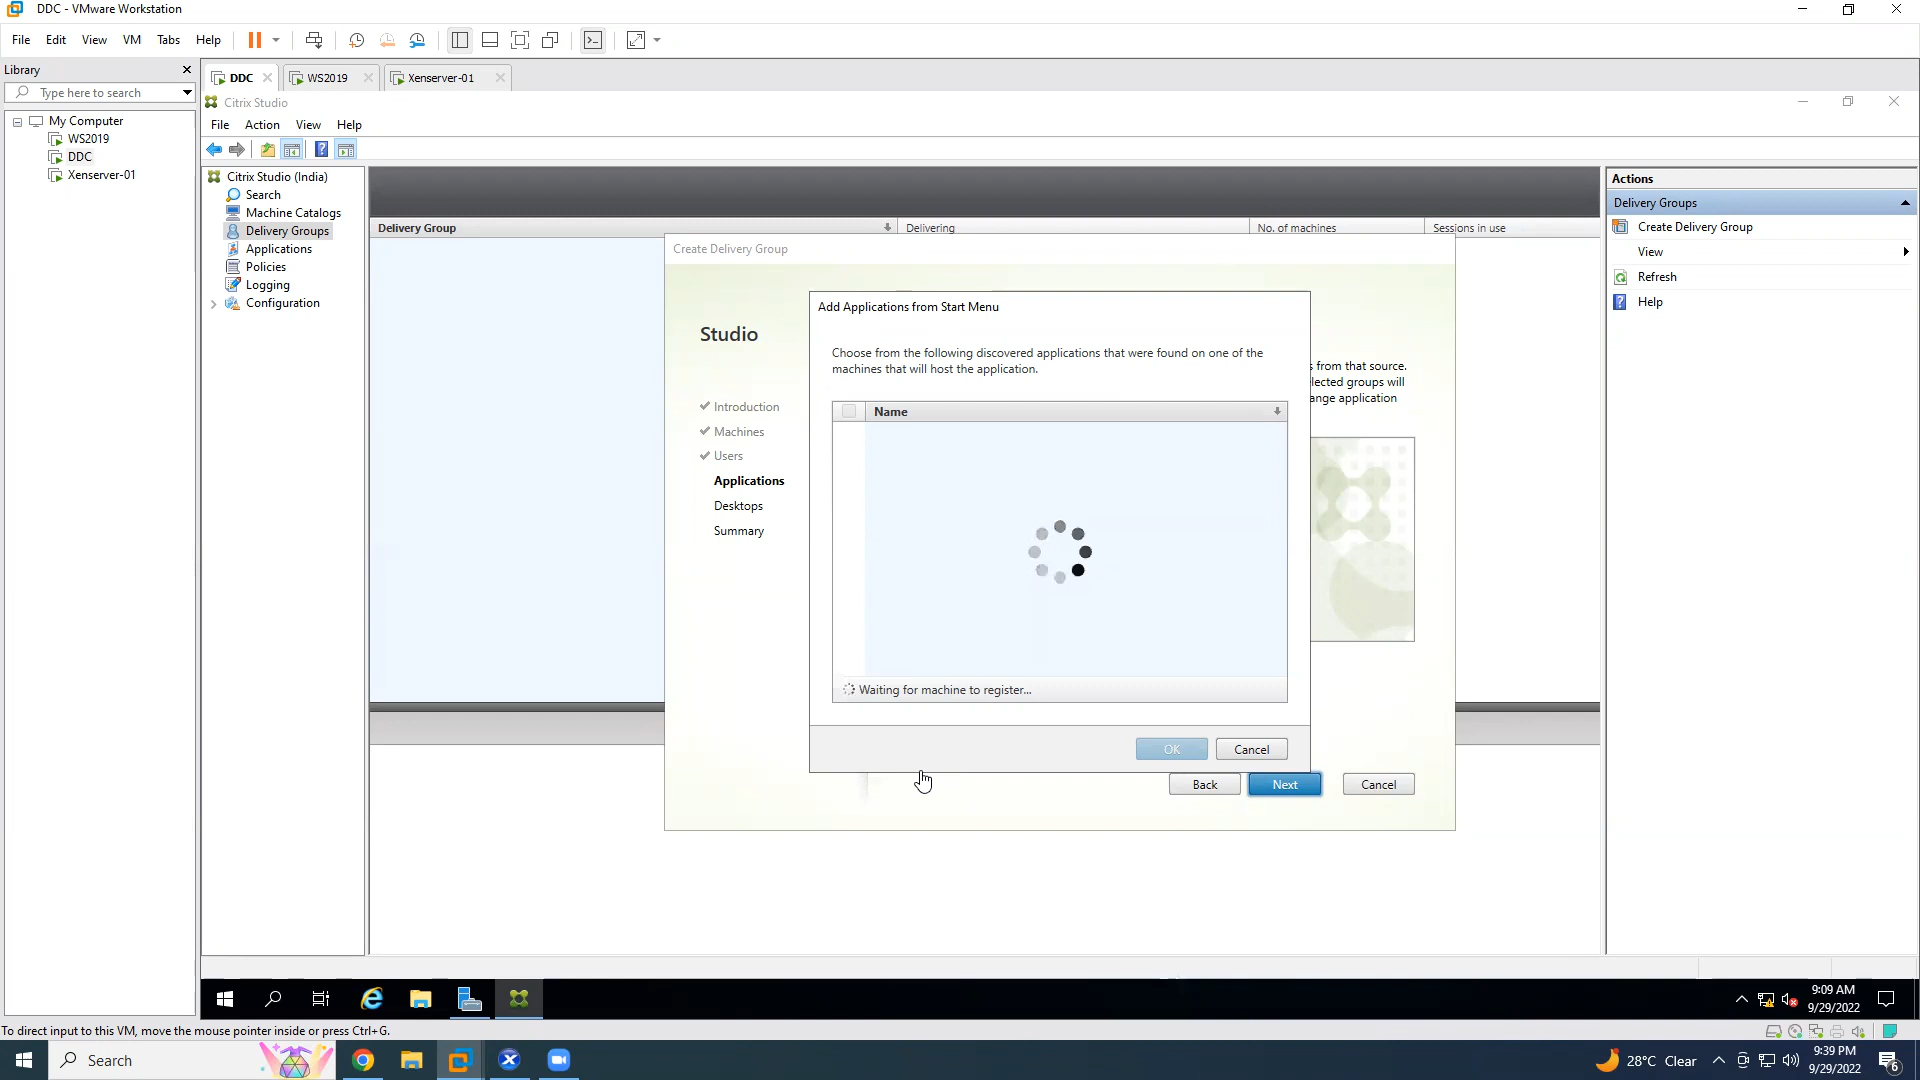 DDC - VMware Workstation
File Edit View VM Tabs Help
Library
Type here to search
My Computer
WS2019
DDC
Xenserver-01
DDC WS2019 Xenserver-01
Citrix Studio
File Action View Help
Citrix Studio (India)
Search
Machine Catalogs
Delivery Groups
Applications
Policies
Logging
Configuration
Delivery Group Delivering No. of machines Sessions in use
Create Delivery Group
Studio
Introduction
Machines
Users
Applications
Desktops
Summary
from that source.
lected groups will
ange application
Add Applications from Start Menu
Choose from the following discovered applications that were found on one of the
machines that will host the application.
Name
Waiting for machine to register...
OK Cancel
Back Next Cancel
Actions
Delivery Groups
Create Delivery Group
View
Refresh
Help
9:09 AM
9/29/2022
To direct input to this VM, move the mouse pointer inside or press Ctrl+G.
Search
28°C Clear
9:39 PM
9/29/2022
6